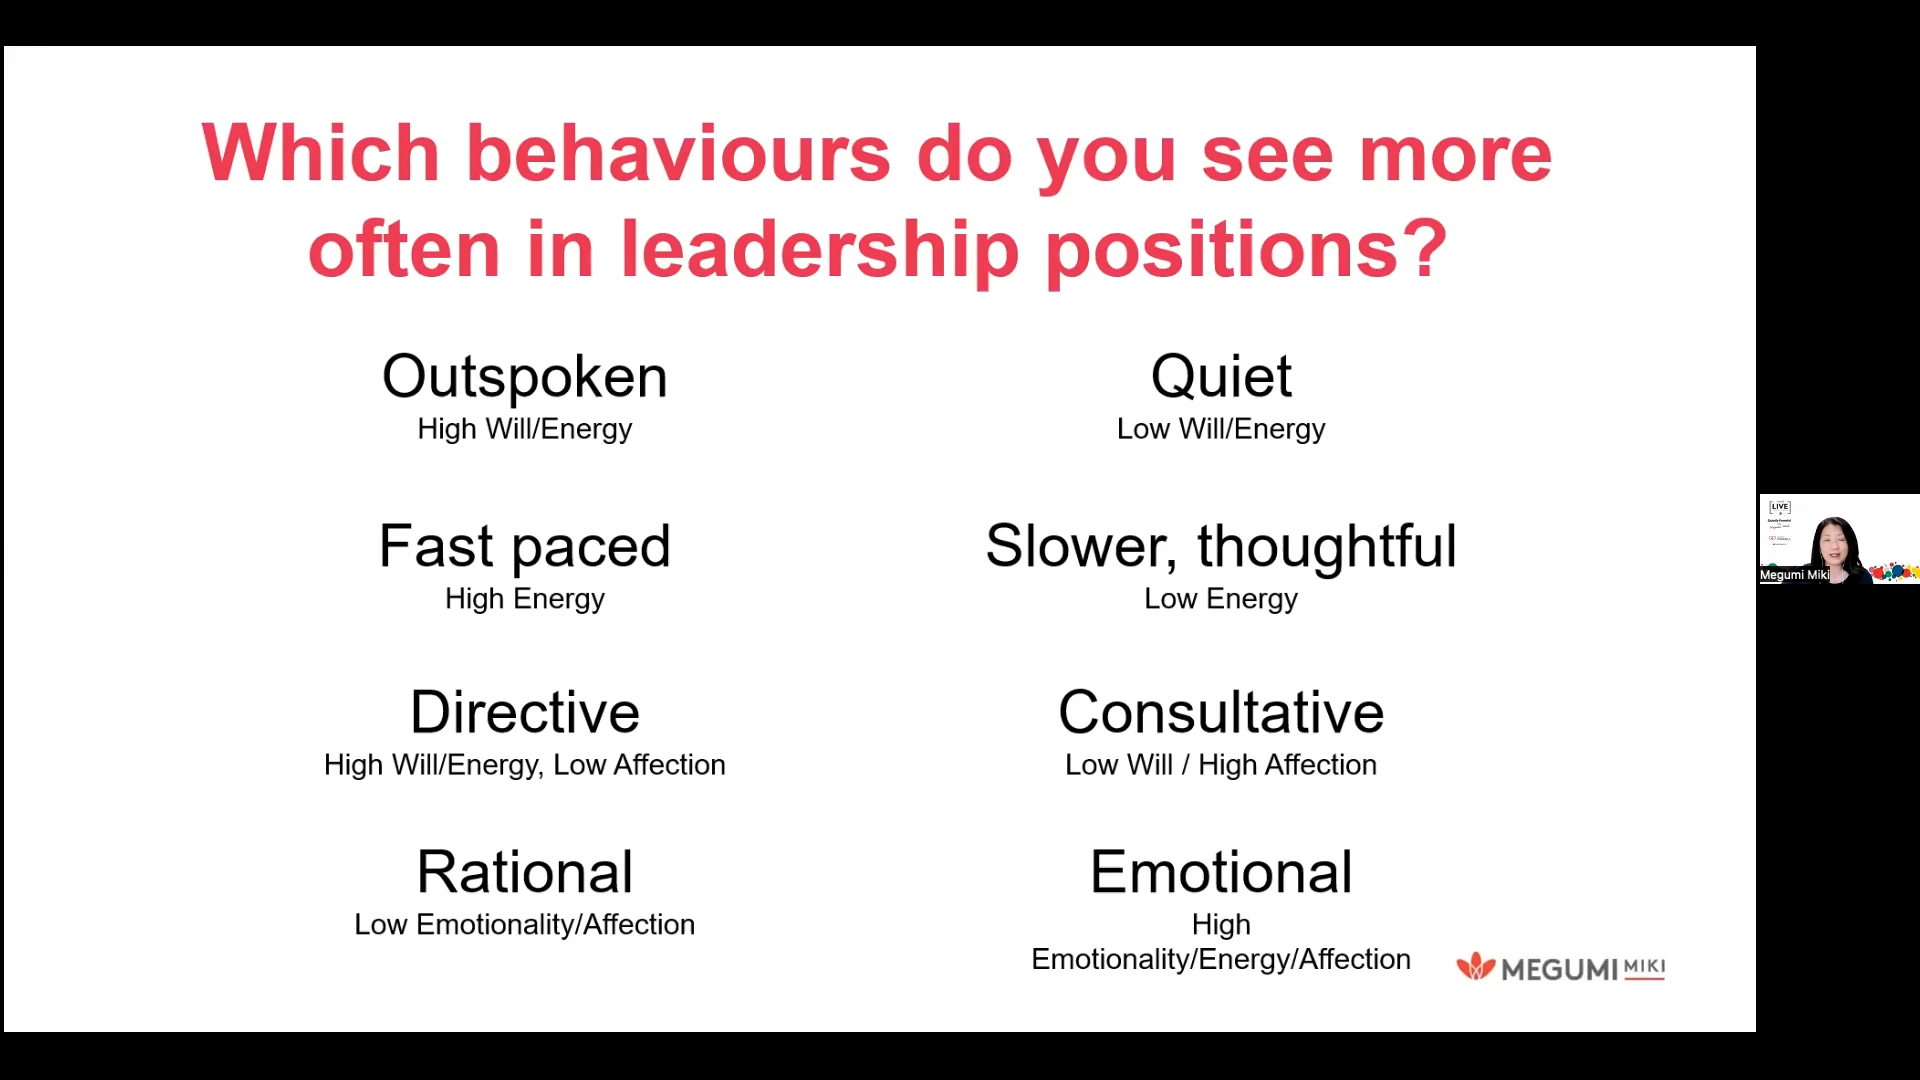 Which behaviours do you see more
often in leadership positions?
Outspoken
High Will/Energy
Quiet
Low Will/Energy
Fast paced
High Energy
Slower, thoughtful
Low Energy
Directive
High Will/Energy, Low Affection
Consultative
Low Will / High Affection
Rational
Low Emotionality/Affection
Emotional
High
Emotionality/Energy/Affection
MEGUMI MIKI
[LIVE]
Megumi Miki